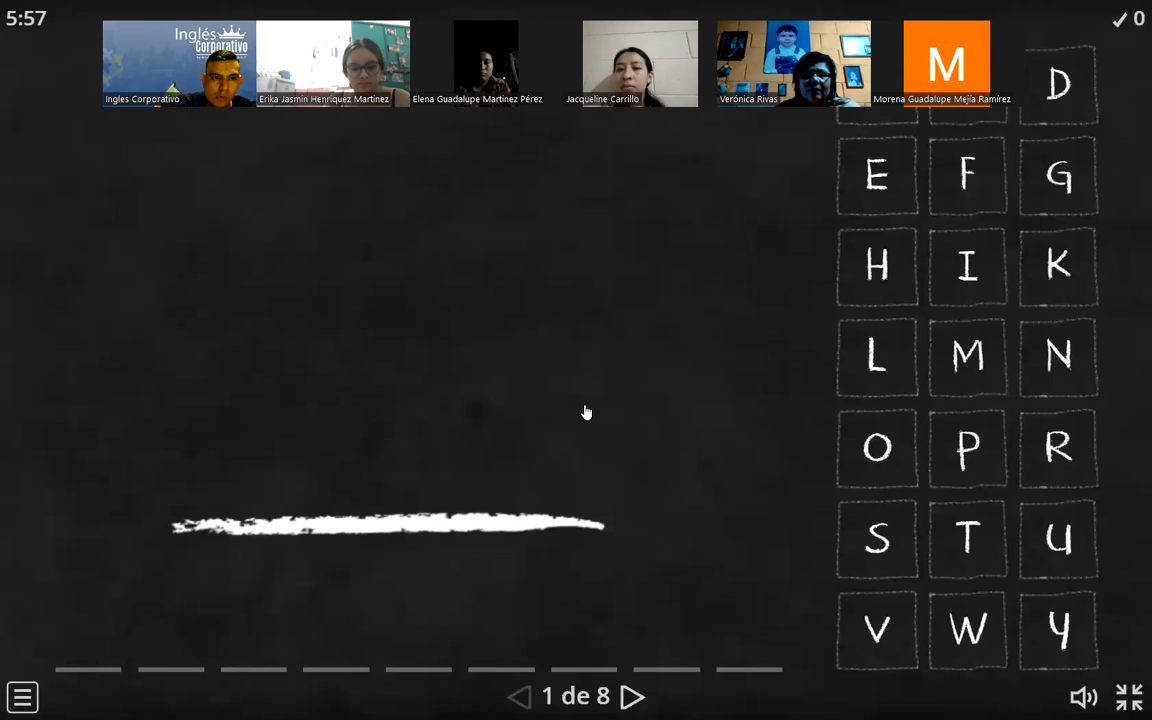 5:57
✓ 0
Inglés
Corporativo
M
Ingles Corporativo
Erika Jasmin Henriquez Martinez
Elena Guadalupe Martinez Pérez
Jacqueline Carrillo
Verónica Rivas
Morena Guadalupe Mejía Ramírez
D
E F G
H I K
L M N
O P R
S T U
V W Y
1 de 8